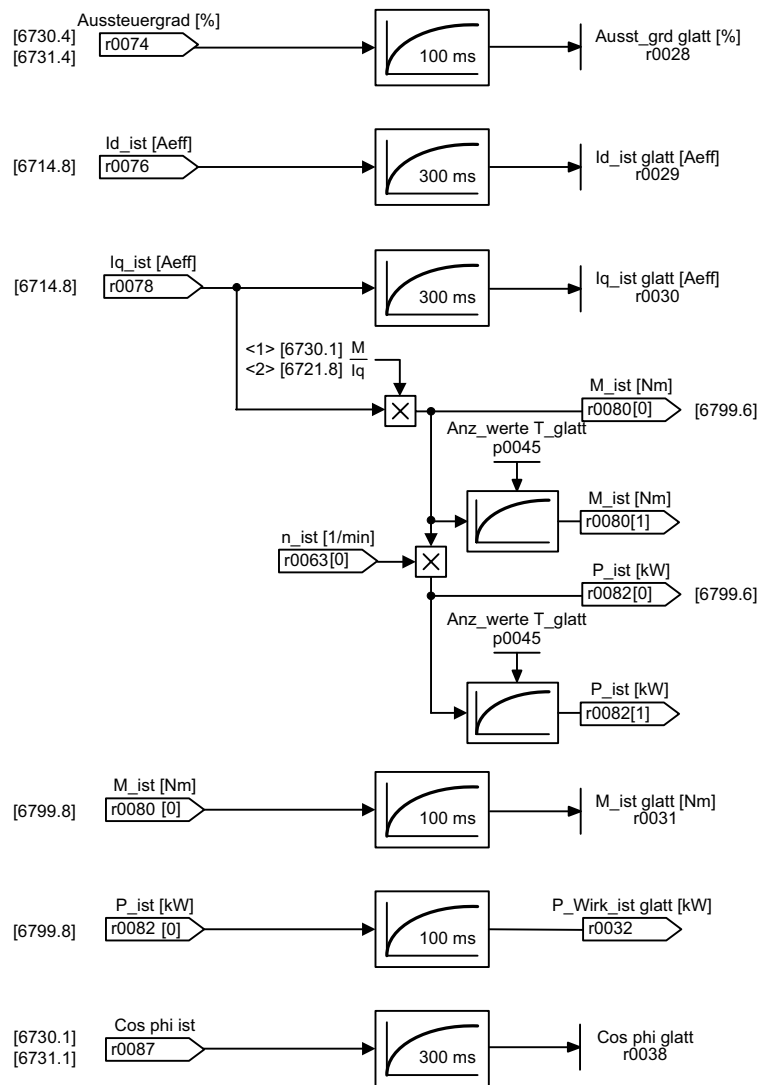 Aussteuergrad [%]
[6730.4]
[6731.4]
r0074
100 ms
Ausst_grd glatt [%]
r0028
Id_ist [Aeff]
[6714.8]
r0076
300 ms
Id_ist glatt [Aeff]
r0029
Iq_ist [Aeff]
[6714.8]
r0078
300 ms
Iq_ist glatt [Aeff]
r0030
<1> [6730.1] M
<2> [6721.8] Iq
M_ist [Nm]
r0080[0]
[6799.6]
Anz_werte T_glatt
p0045
M_ist [Nm]
r0080[1]
n_ist [1/min]
r0063[0]
P_ist [kW]
r0082[0]
[6799.6]
Anz_werte T_glatt
p0045
P_ist [kW]
r0082[1]
M_ist [Nm]
[6799.8]
r0080 [0]
100 ms
M_ist glatt [Nm]
r0031
P_ist [kW]
[6799.8]
r0082 [0]
100 ms
P_Wirk_ist glatt [kW]
r0032
Cos phi ist
[6730.1]
[6731.1]
r0087
300 ms
Cos phi glatt
r0038